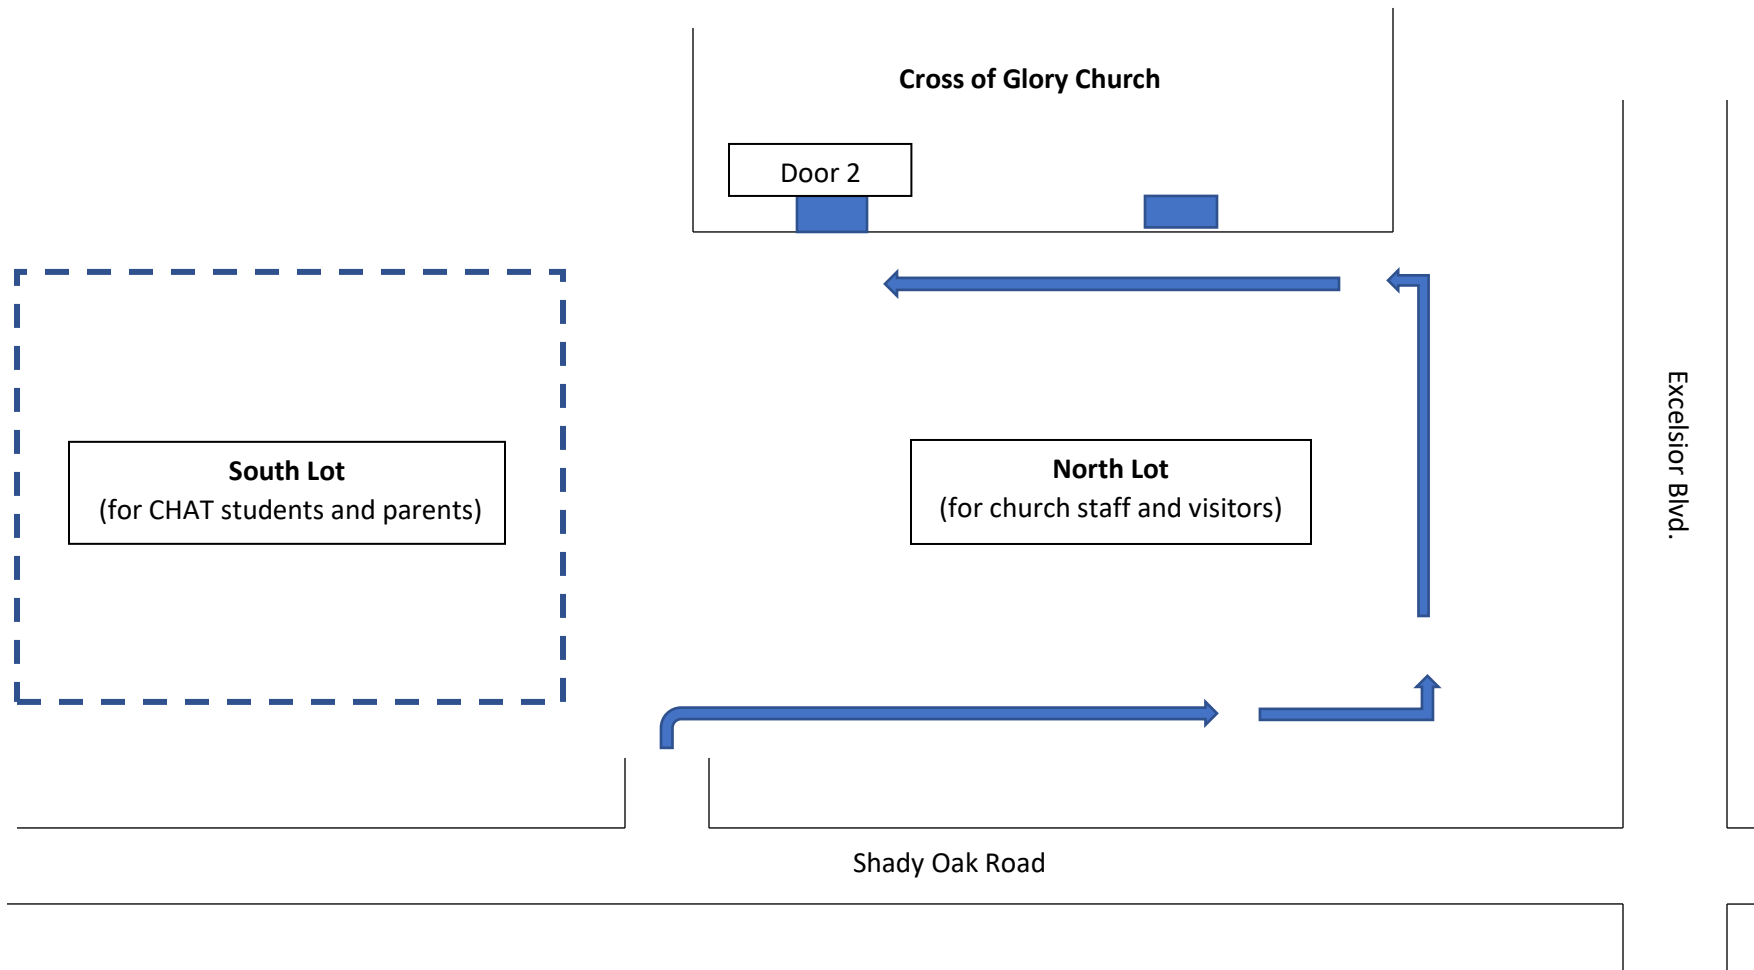 Cross of Glory Church
Door 2
South Lot
(for CHAT students and parents)
North Lot
(for church staff and visitors)
Excelsior Blvd.
Shady Oak Road